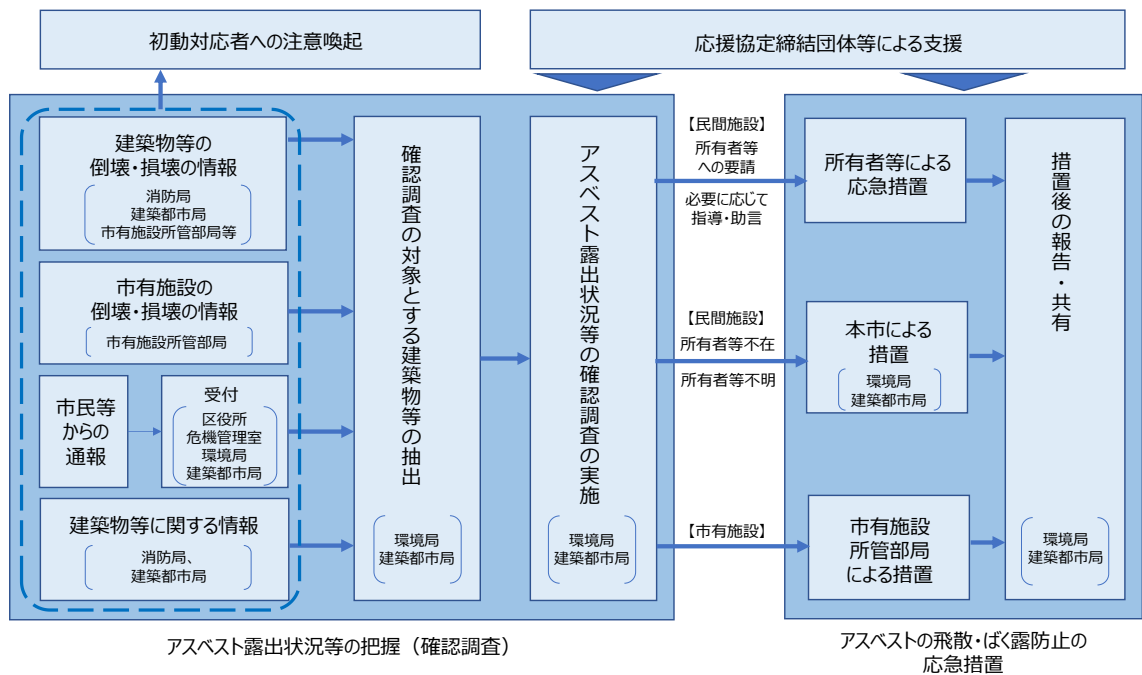 初動対応者への注意喚起
応援協定締結団体等による支援
建築物等の
倒壊・損壊の情報
消防局
建築都市局
市有施設所管部局等
市有施設の
倒壊・損壊の情報
市有施設所管部局
市民等
からの
通報
受付
区役所
危機管理室
環境局
建築都市局
建築物等に関する情報
消防局、
建築都市局
確認調査の対象とする建築物等の抽出
環境局
建築都市局
アスベスト露出状況等の確認調査の実施
環境局
建築都市局
【民間施設】
所有者等
への要請
必要に応じて
指導・助言
【民間施設】
所有者等不在
所有者等不明
【市有施設】
所有者等による
応急措置
本市による
措置
環境局
建築都市局
市有施設
所管部局
による措置
措置後の報告・共有
環境局
建築都市局
アスベスト露出状況等の把握（確認調査）
アスベストの飛散・ばく露防止の
応急措置